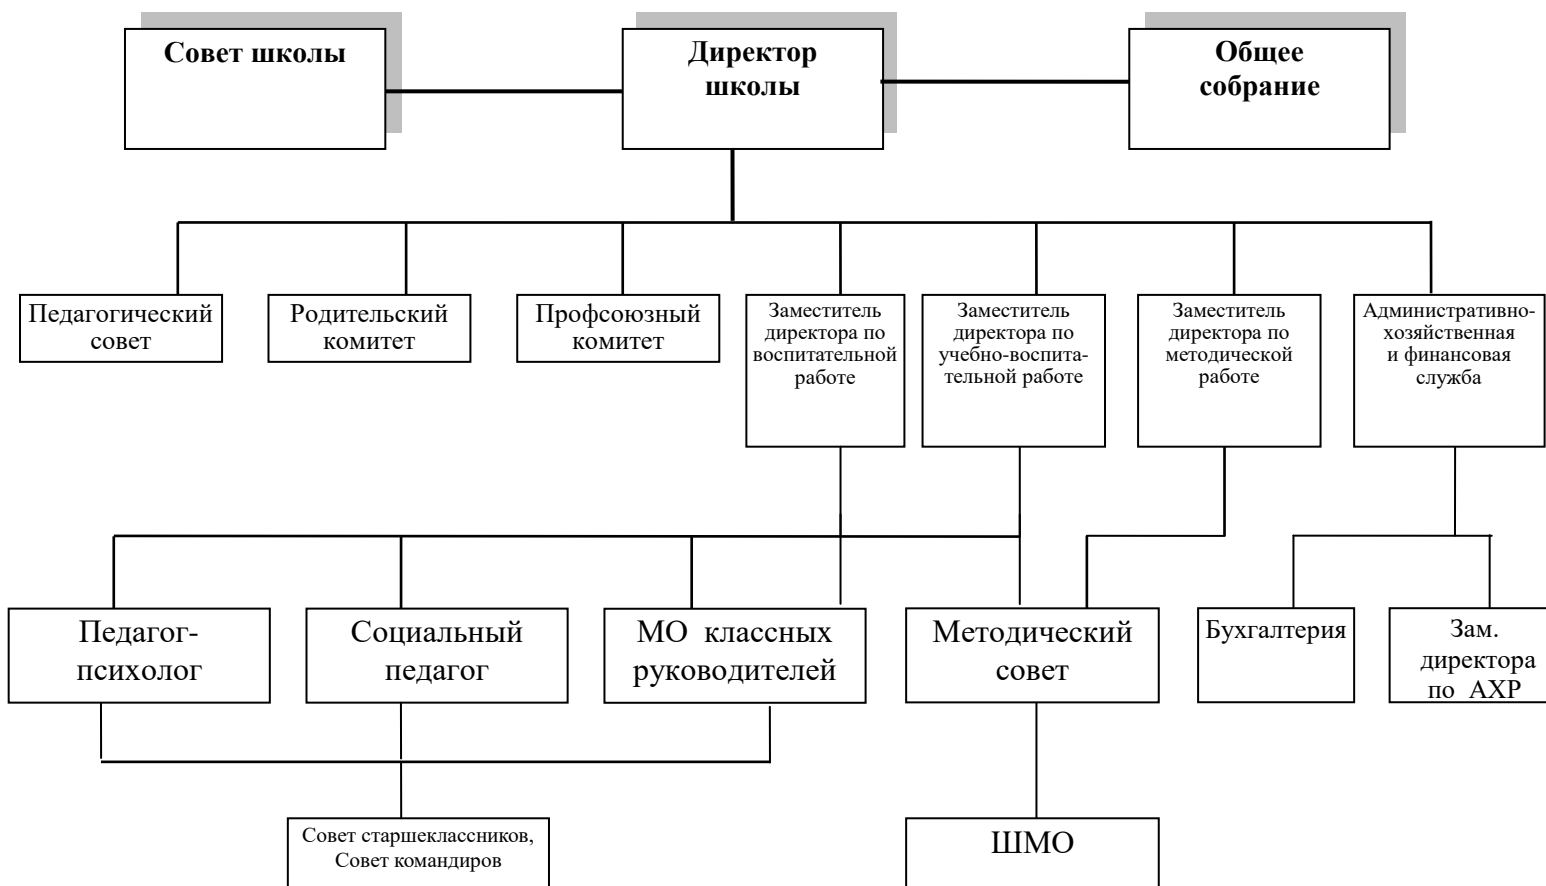 Совет школы
Директор
школы
Общее
собрание
Педагогический
совет
Родительский
комитет
Профсоюзный
комитет
Заместитель
директора по
воспитательной
работе
Заместитель
директора по
учебно-воспита-
тельной работе
Заместитель
директора по
методической
работе
Административно-
хозяйственная
и финансовая
служба
Педагог-
психолог
Социальный
педагог
МО классных
руководителей
Методический
совет
Бухгалтерия
Зам.
директора
по АХР
Совет старшеклассников,
Совет командиров
ШМО